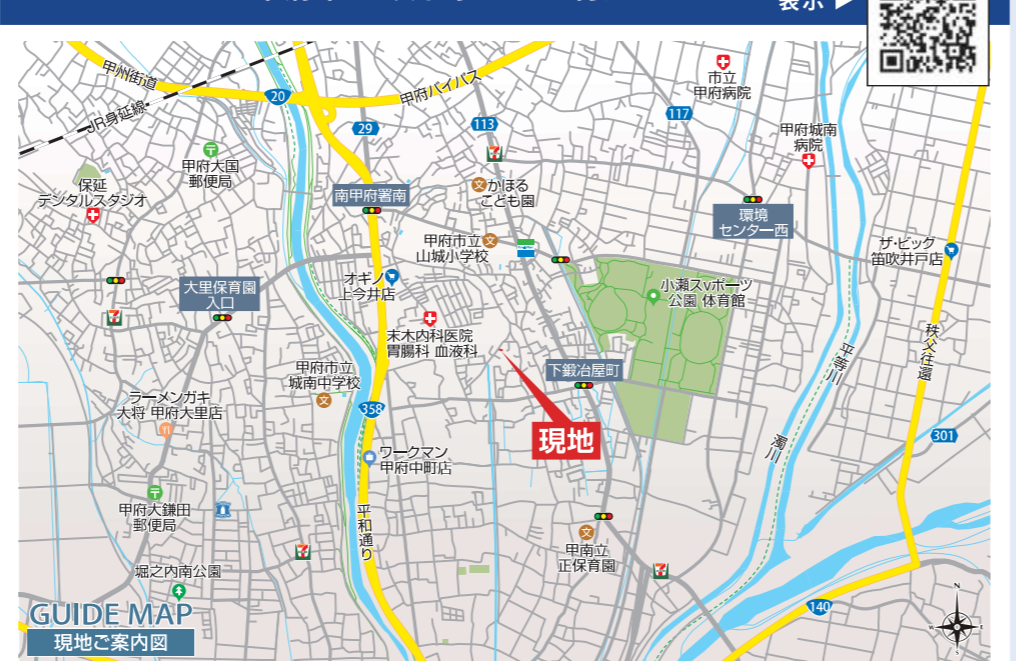 表示 ▶
甲州街道
20
甲府バイパス
JR身延線
29
113
117
市立
甲府病院
甲府城南
病院
甲府大国
郵便局
保延
デンタルスタジオ
南甲府署南
文
かほる
こども園
環境
センター西
甲府市立
山城小学校
文
ザ・ビッグ
笛吹井戸店
オギノ
上今井店
大里保育園
入口
小瀬スvポーツ
公園 体育館
末木内科医院
胃腸科 血液科
秩父往還
平等川
甲府市立
城南中学校
文
下鍛冶屋町
ラーメンガキ
大将 甲府大里店
358
現地
301
濁川
ワークマン
甲府中町店
甲府大鎌田
郵便局
平和通り
文
甲南立
正保育園
堀之内南公園
140
GUIDE MAP
現地ご案内図
N
W
E
S